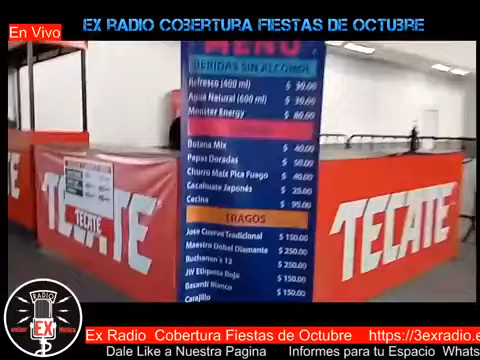 En Vivo
EX RADIO COBERTURA FIESTAS DE OCTUBRE
MENU
BEBIDAS SIN ALCOHOL
Refresco (400 ml) $ 30.00
Agua Natural (600 ml) $ 30.00
Monster Energy $ 80.00
Botana Mix $ 40.00
Papas Doradas $ 50.00
Churro Maíz Pica Fuego $ 40.00
Cacahuate Japonés $ 25.00
Cecina $ 95.00
TRAGOS
Jose Cuervo Tradicional $ 150.00
Maestro Dobel Diamante $ 250.00
Buchanan's 12 $ 250.00
JW Etiqueta Roja $ 150.00
Bacardi Blanco $ 150.00
Carajillo
TECATE
TECATE
TECATE
RADIO
EX
Ex Radio Cobertura Fiestas de Octubre https://3exradio.e
Dale Like a Nuestra Pagina Informes para tu Espacio Whats